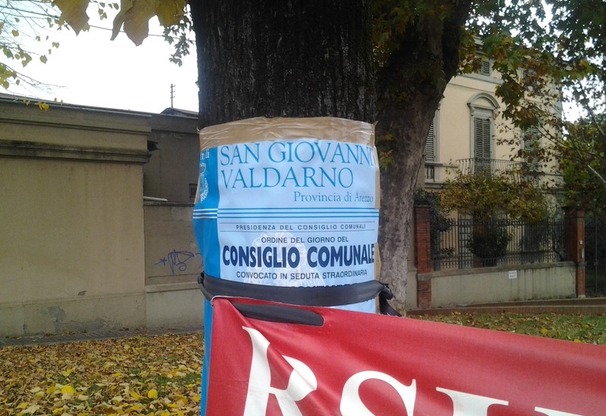 SAN GIOVANNI
VALDARNO
Provincia di Arezzo
PRESIDENZA DEL CONSIGLIO COMUNALE
ORDINE DEL GIORNO DEL
CONSIGLIO COMUNALE
CONVOCATO IN SEDUTA STRAORDINARIA